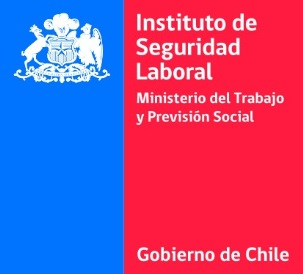 Instituto de
Seguridad
Laboral
Ministerio del Trabajo
y Previsión Social
Gobierno de Chile